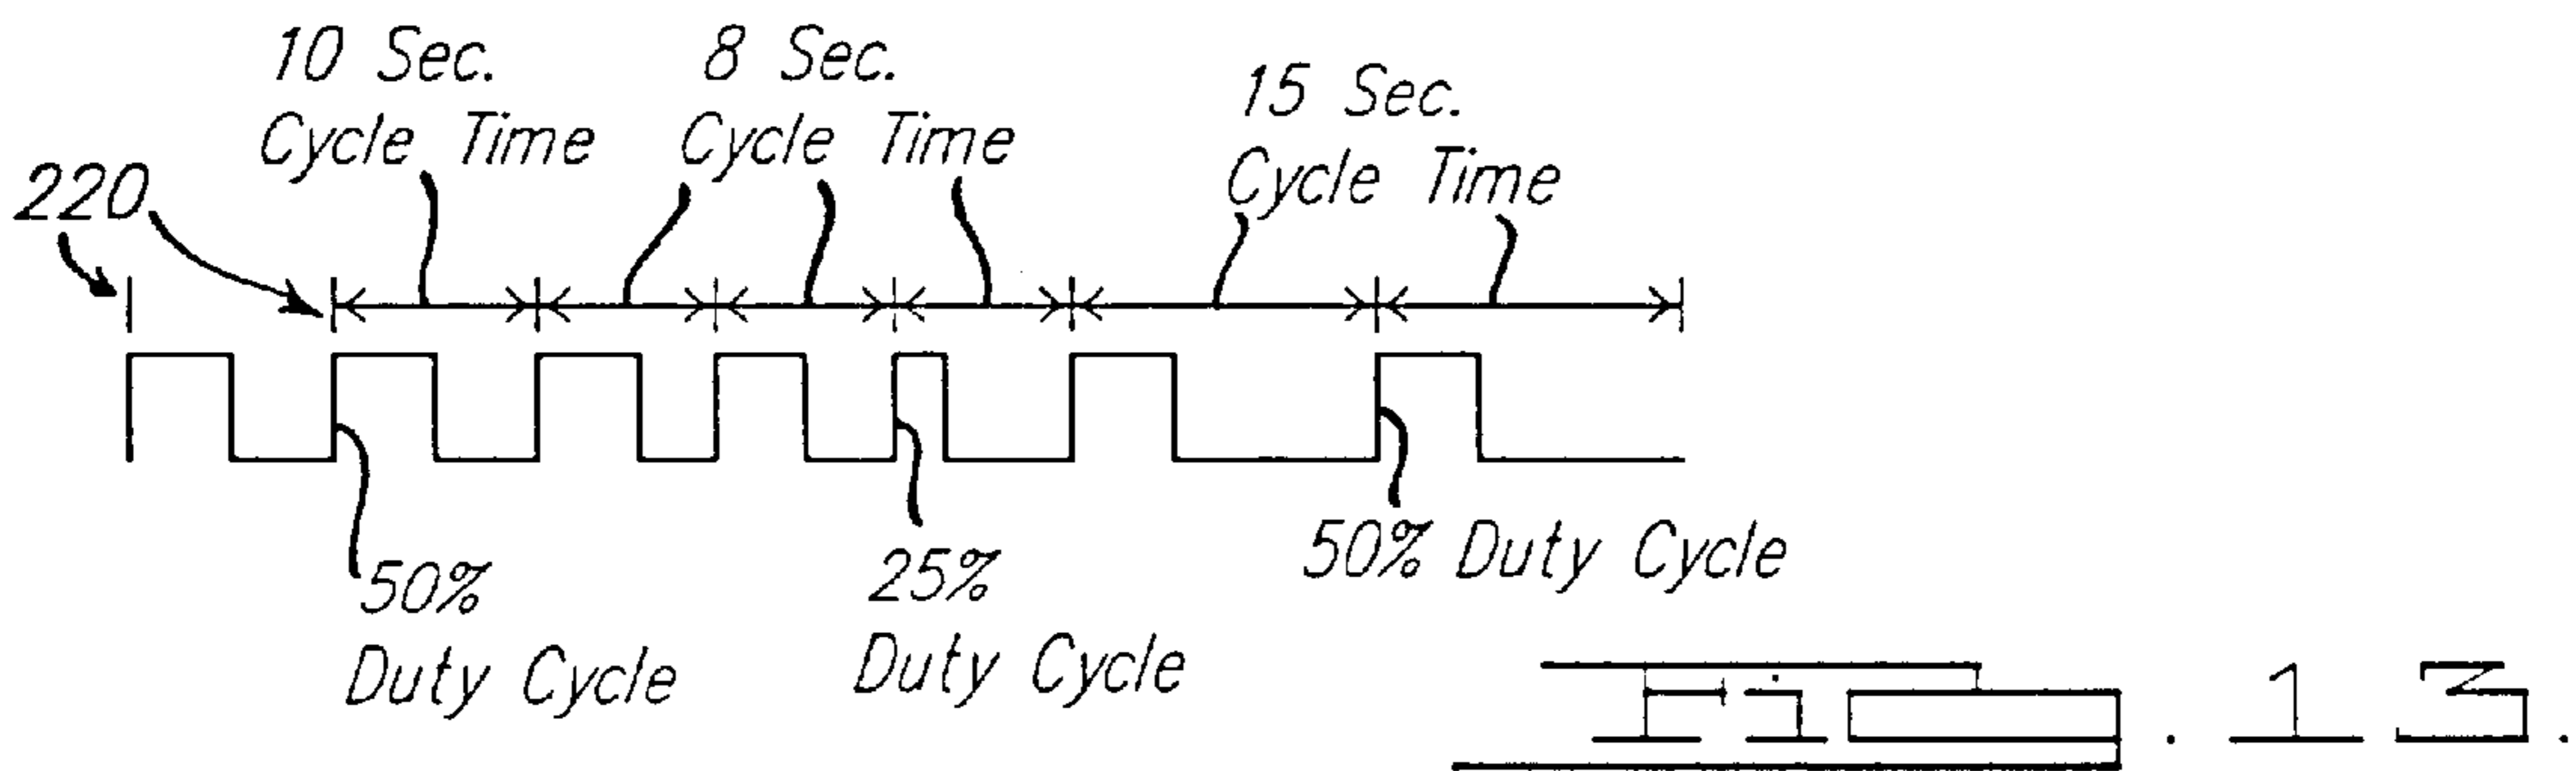 10 Sec.
Cycle Time
8 Sec.
Cycle Time
15 Sec.
Cycle Time
220
50%
Duty Cycle
25%
Duty Cycle
50% Duty Cycle
Fig. 13.